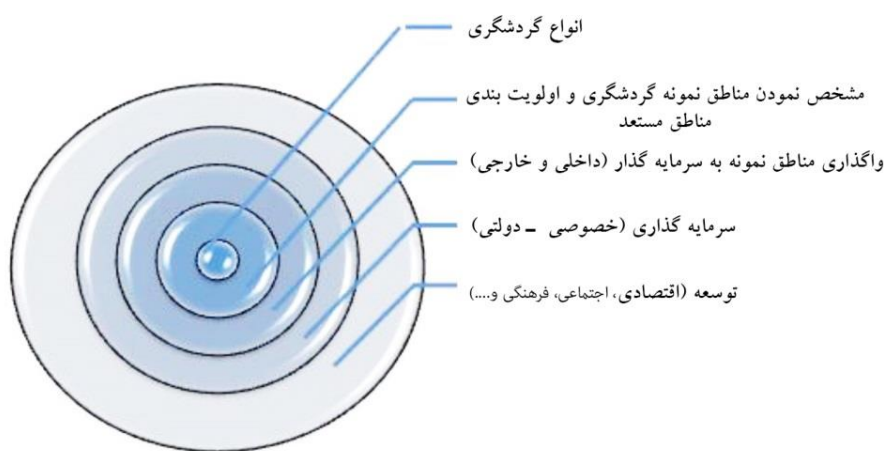 انواع گردشگری
مشخص نمودن مناطق نمونه گردشگری و اولویت بندی
مناطق مستعد
واگذاری مناطق نمونه به سرمایه گذار (داخلی و خارجی)
سرمایه گذاری (خصوصی - دولتی)
توسعه (اقتصادی، اجتماعی، فرهنگی و....)